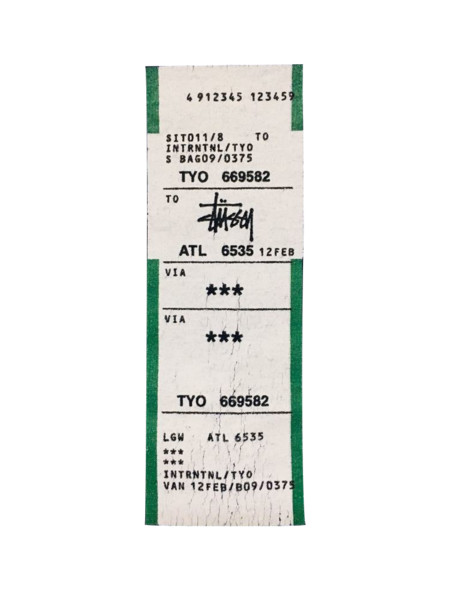 4 912345 123459
SIT011/8 TO
INTRNTNL/TYO
S BAG09/0375
TYO 669582
TO
STÜSSY
ATL 6535 12FEB
VIA
***
VIA
***
TYO 669582
LGW ATL 6535
***
***
INTRNTNL/TYO
VAN 12FEB/B09/0375